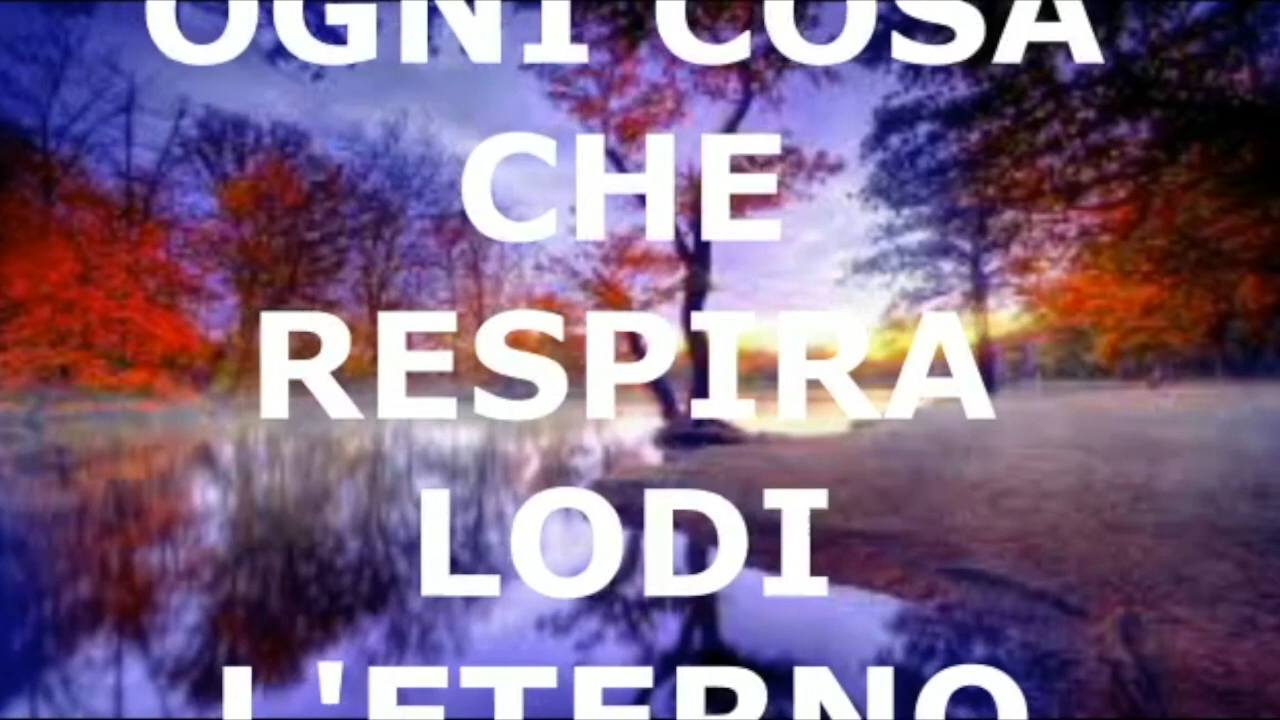 OGNI COSA
CHE
RESPIRA
LODI
L'ETERNO